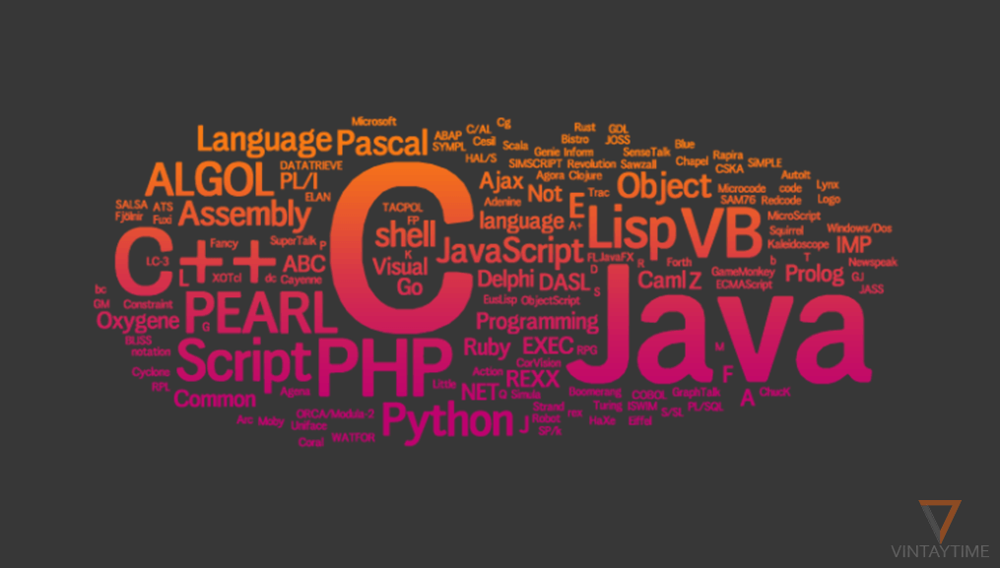 Microsoft
Language Pascal ABAP C/AL Cg
SYMPL Cesil Scala
Rust GDL
Bistro JOSS
HAL/S Genie Inform SenseTalk Blue
SIMSCRIPT Revolution Sawzall Chapel Rapira
CSKA SiMPLE
DATATRIEVE
ALGOL PL/I
ELAN
Ajax Agora Clojure Object AutoIt
Adenine Not E Trac Microcode code Lynx
SAM76 Redcode Logo
SALSA ATS
Fjölnir Fuxi Assembly
TACPOL
FP
shell
K
Visual
Go
C
language A+ Lisp VB MicroScript
Squirrel Windows/Dos
Kaleidoscope IMP
C++ Fancy SuperTalk P
LC-3 ABC
L XOTcl dc Cayenne
JavaScript FL JavaFX R Forth b T
Prolog Newspeak
GJ
JASS
Delphi DASL D Caml Z GameMonkey
S ECMAScript
EusLisp ObjectScript
bc
GM Constraint
Oxygene G PEARL
Programming Java
BLISS
notation Script PHP Ruby EXEC RPG M
CorVision
Cyclone Action REXX F
RPL Agena Little NET Q Simula Boomerang COBOL GraphTalk A ChucK
Common
ORCA/Modula-2 Python J Strand Turing ISWIM S/SL PL/SQL
Arc Moby Uniface Robot HaXe Eiffel
Coral WATFOR SP/k
VINTAYTIME